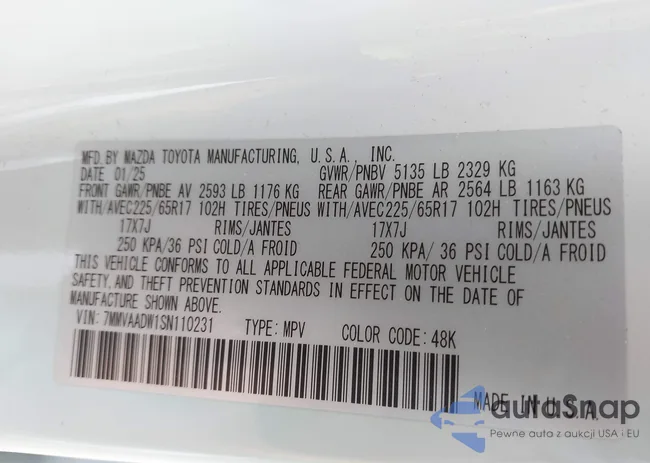 MFD. BY MAZDA TOYOTA MANUFACTURING, U.S.A., INC.
DATE 01/25 GVWR/PNBV 5135 LB 2329 KG
FRONT GAWR/PNBE AV 2593 LB 1176 KG REAR GAWR/PNBE AR 2564 LB 1163 KG
WITH/AVEC225/65R17 102H TIRES/PNEUS WITH/AVEC225/65R17 102H TIRES/PNEUS
17X7J RIMS/JANTES 17X7J RIMS/JANTES
250 KPA/36 PSI COLD/A FROID 250 KPA/ 36 PSI COLD/A FROID
THIS VEHICLE CONFORMS TO ALL APPLICABLE FEDERAL MOTOR VEHICLE
SAFETY, AND THEFT PREVENTION STANDARDS IN EFFECT ON THE DATE OF
MANUFACTURE SHOWN ABOVE.
VIN: 7MMVAADW1SN110231 TYPE: MPV COLOR CODE: 48K
MADE IN U.S.A.
autoSnap
Pewne auta z aukcji USA i EU